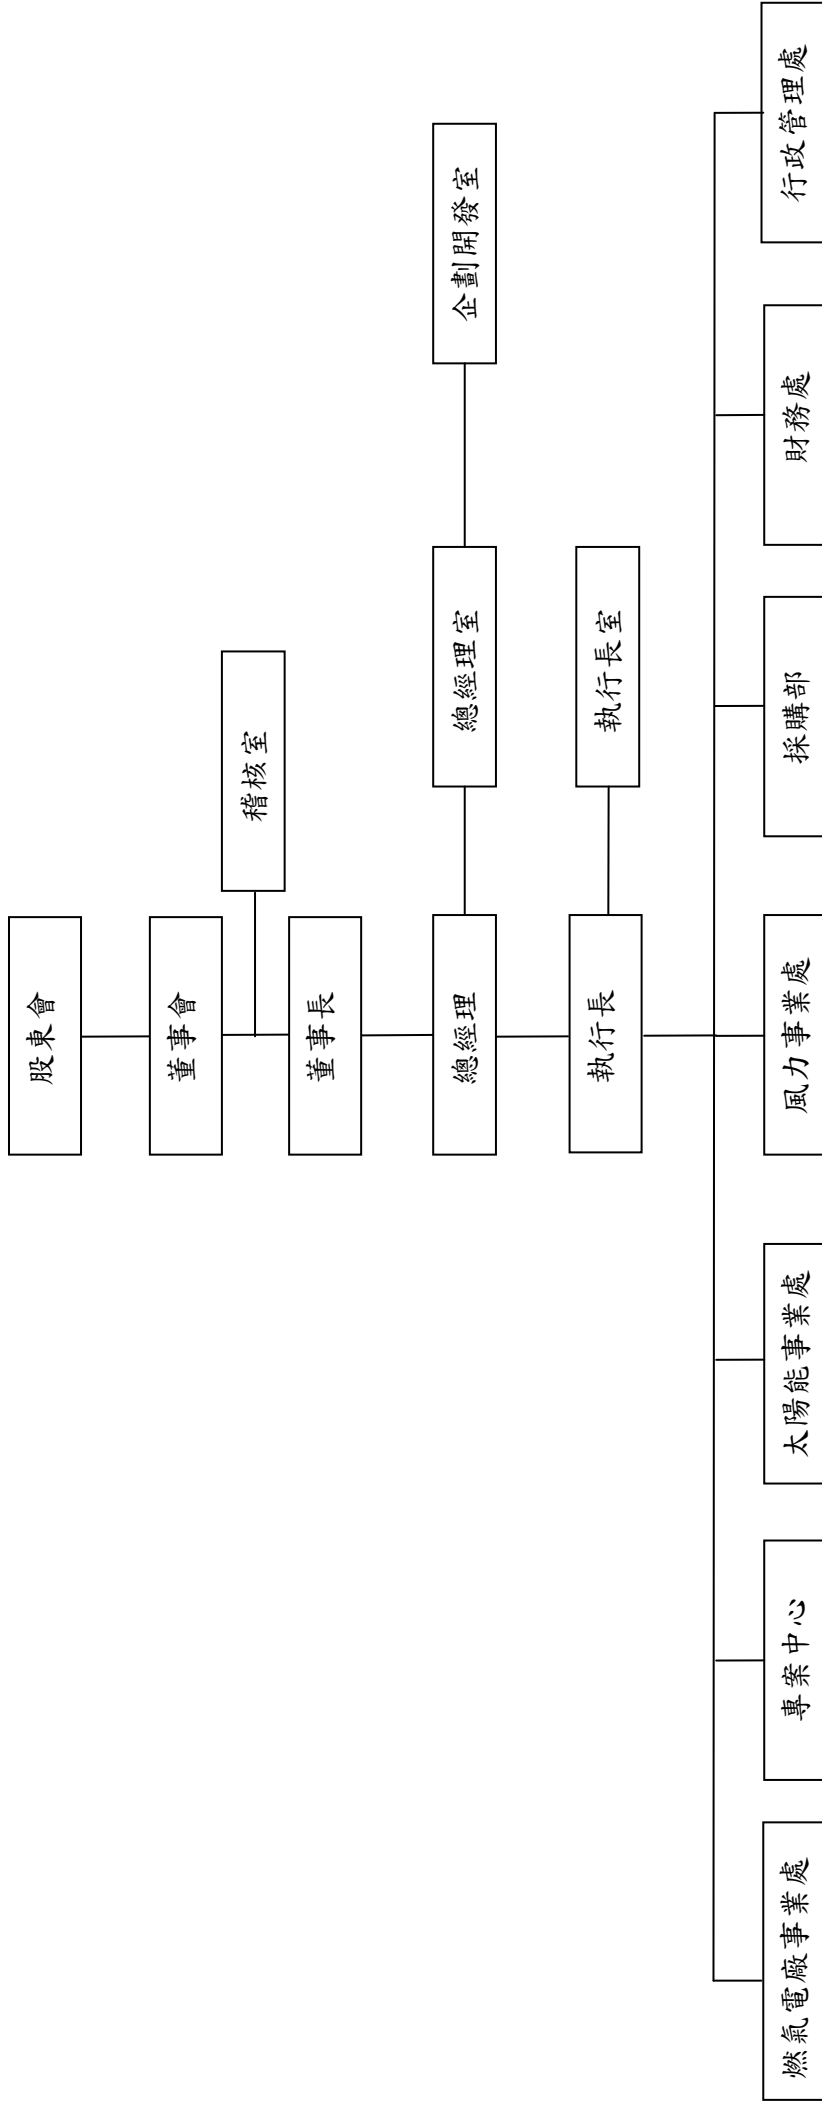 股東會
董事會
稽核室
董事長
總經理
總經理室
企劃開發室
執行長
執行長室
燃氣電廠事業處
專案中心
太陽能事業處
風力事業處
採購部
財務處
行政管理處